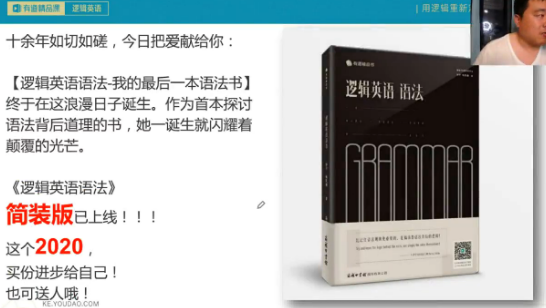 有道精品课 逻辑英语
| 用逻辑重新
十余年如切如磋，今日把爱献给你：
【逻辑英语语法-我的最后一本语法书】
终于在这浪漫日子诞生。作为首本探讨
语法背后道理的书，她一诞生就闪耀着
颠覆的光芒。
《逻辑英语语法》
简装版已上线！！！
这个2020，
买份进步给自己！
也可送人哦！
KE.YOUDAO.COM
逻辑英语 语法
GRAMMAR
商务印书馆